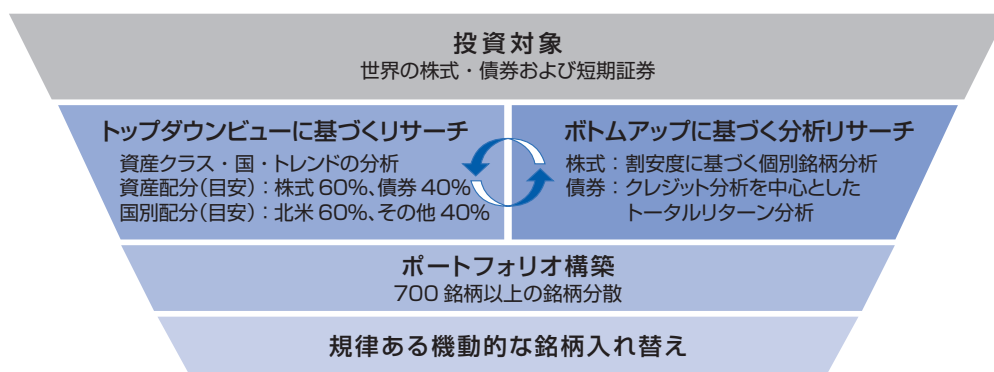 投資対象
世界の株式・債券および短期証券
トップダウンビューに基づくリサーチ
資産クラス・国・トレンドの分析
資産配分(目安)：株式 60%、債券 40%
国別配分(目安)：北米 60%、その他 40%
ボトムアップに基づく分析リサーチ
株式：割安度に基づく個別銘柄分析
債券：クレジット分析を中心とした
トータルリターン分析
ポートフォリオ構築
700 銘柄以上の銘柄分散
規律ある機動的な銘柄入れ替え